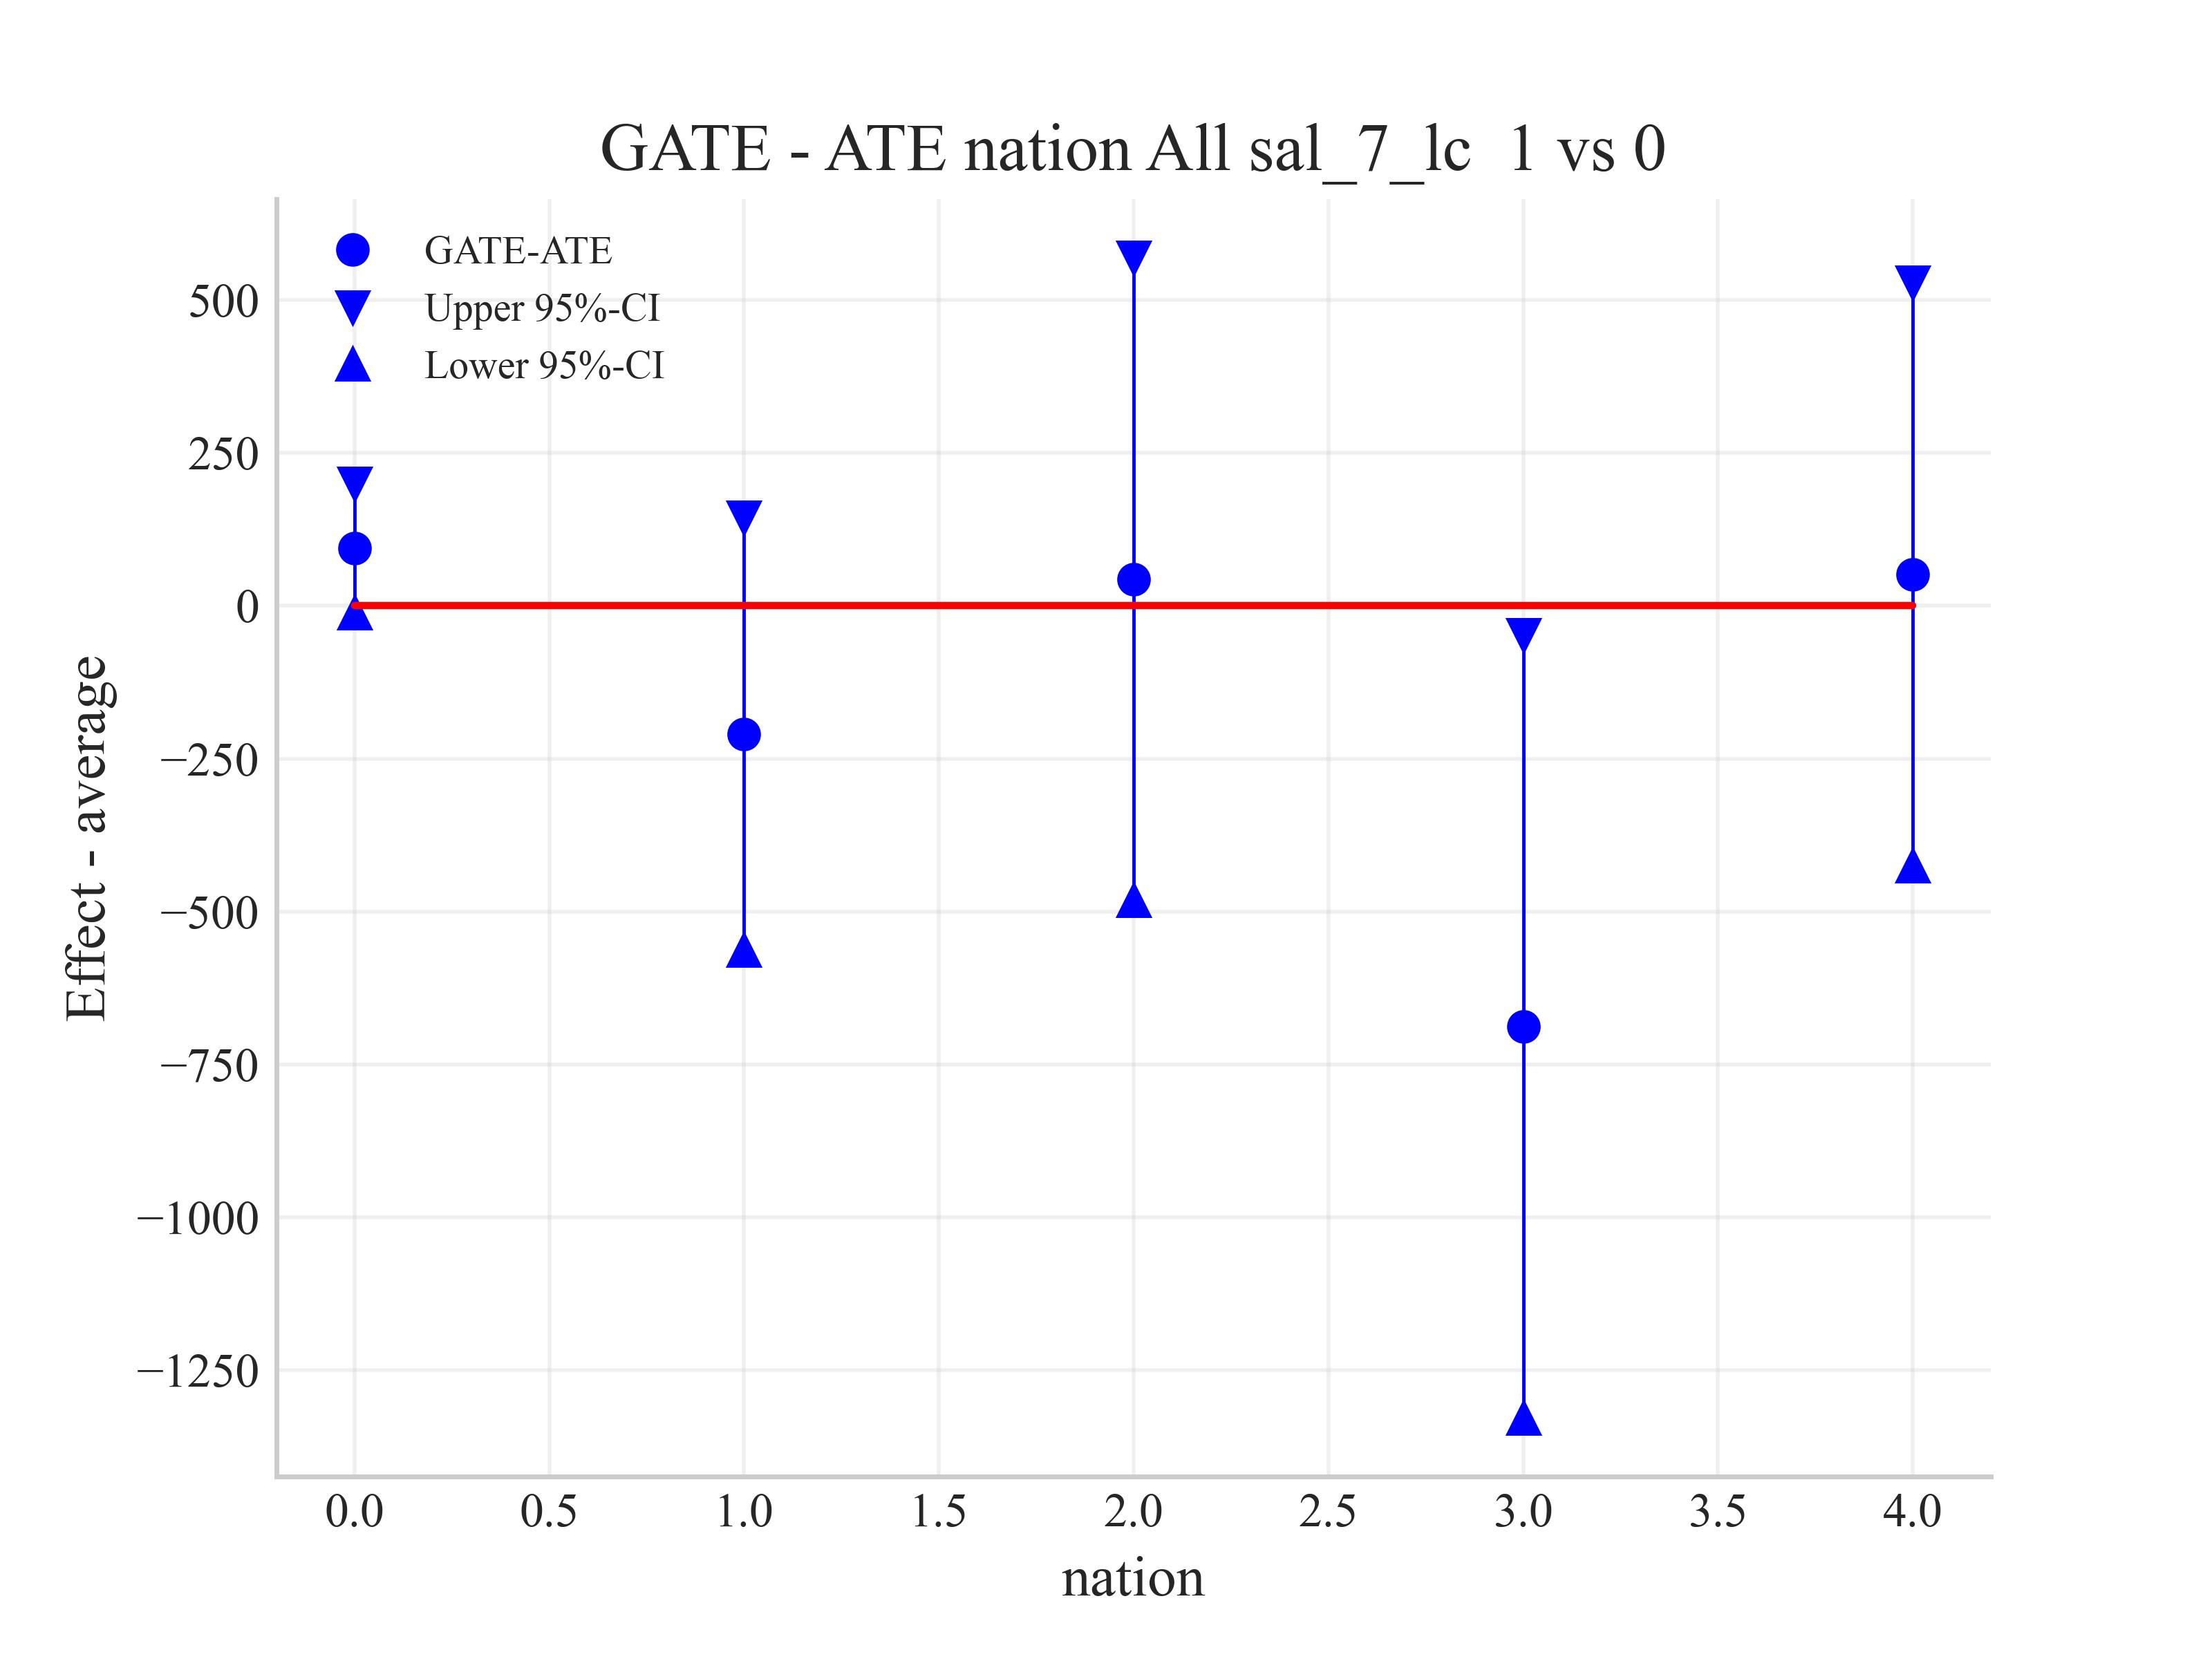 GATE - ATE nation All sal_7_lc 1 vs 0
GATE-ATE
Upper 95%-CI
Lower 95%-CI
500
250
0
−250
−500
−750
−1000
−1250
Effect - average
0.0 0.5 1.0 1.5 2.0 2.5 3.0 3.5 4.0
nation